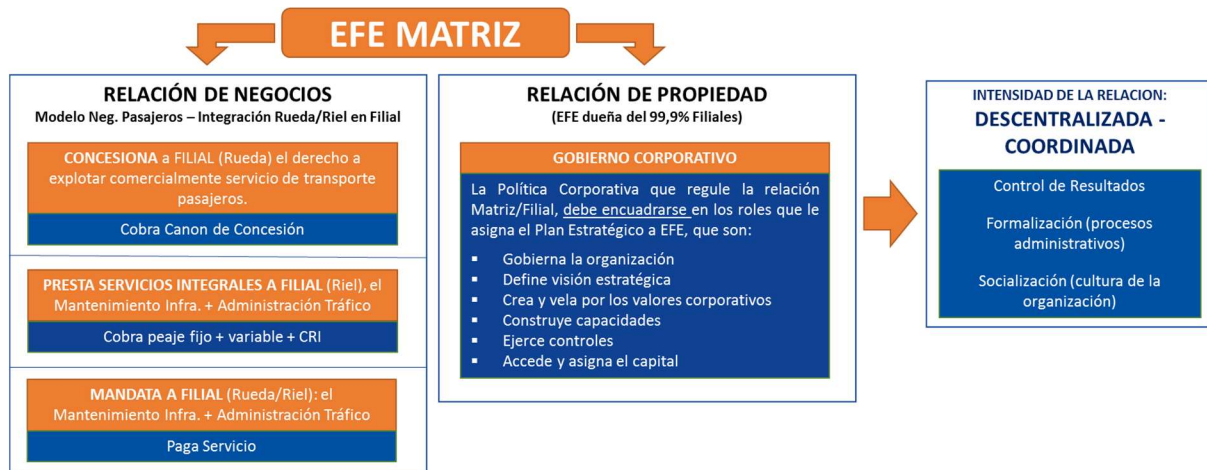 EFE MATRIZ
RELACIÓN DE NEGOCIOS
Modelo Neg. Pasajeros – Integración Rueda/Riel en Filial
CONCESIONA a FILIAL (Rueda) el derecho a
explotar comercialmente servicio de transporte
pasajeros.
Cobra Canon de Concesión
PRESTA SERVICIOS INTEGRALES A FILIAL (Riel), el
Mantenimiento Infra. + Administración Tráfico
Cobra peaje fijo + variable + CRI
MANDATA A FILIAL (Rueda/Riel): el
Mantenimiento Infra. + Administración Tráfico
Paga Servicio
RELACIÓN DE PROPIEDAD
(EFE dueña del 99,9% Filiales)
GOBIERNO CORPORATIVO
La Política Corporativa que regule la relación
Matriz/Filial, debe encuadrarse en los roles que le
asigna el Plan Estratégico a EFE, que son:
▪ Gobierna la organización
▪ Define visión estratégica
▪ Crea y vela por los valores corporativos
▪ Construye capacidades
▪ Ejerce controles
▪ Accede y asigna el capital
INTENSIDAD DE LA RELACION:
DESCENTRALIZADA -
COORDINADA
Control de Resultados
Formalización (procesos
administrativos)
Socialización (cultura de la
organización)